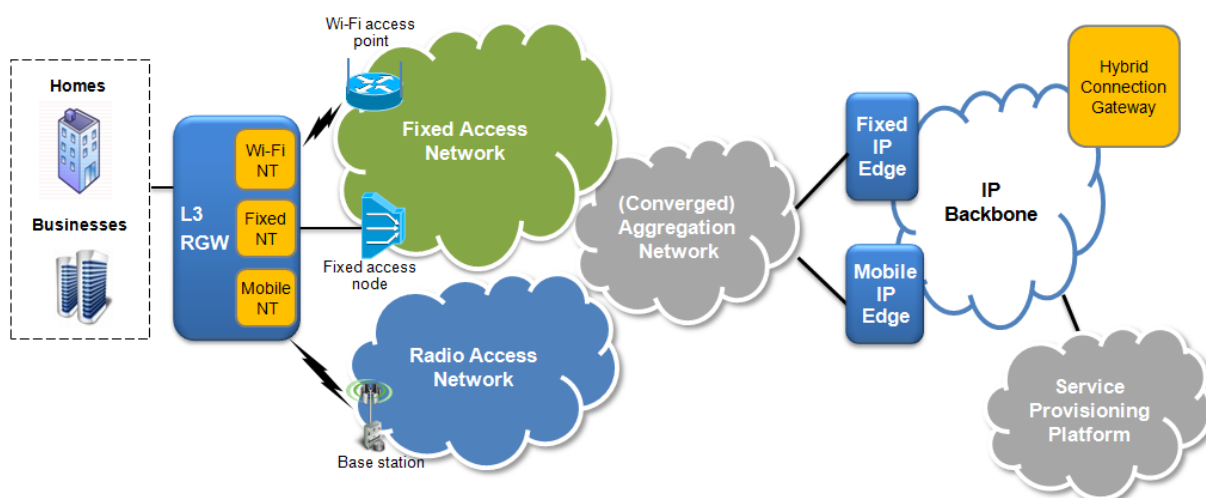 Homes
Businesses
L3
RGW
Wi-Fi
NT
Fixed
NT
Mobile
NT
Wi-Fi access
point
Fixed Access
Network
Fixed access
node
Radio Access
Network
Base station
(Converged)
Aggregation
Network
Fixed
IP
Edge
Mobile
IP
Edge
IP
Backbone
Hybrid
Connection
Gateway
Service
Provisioning
Platform